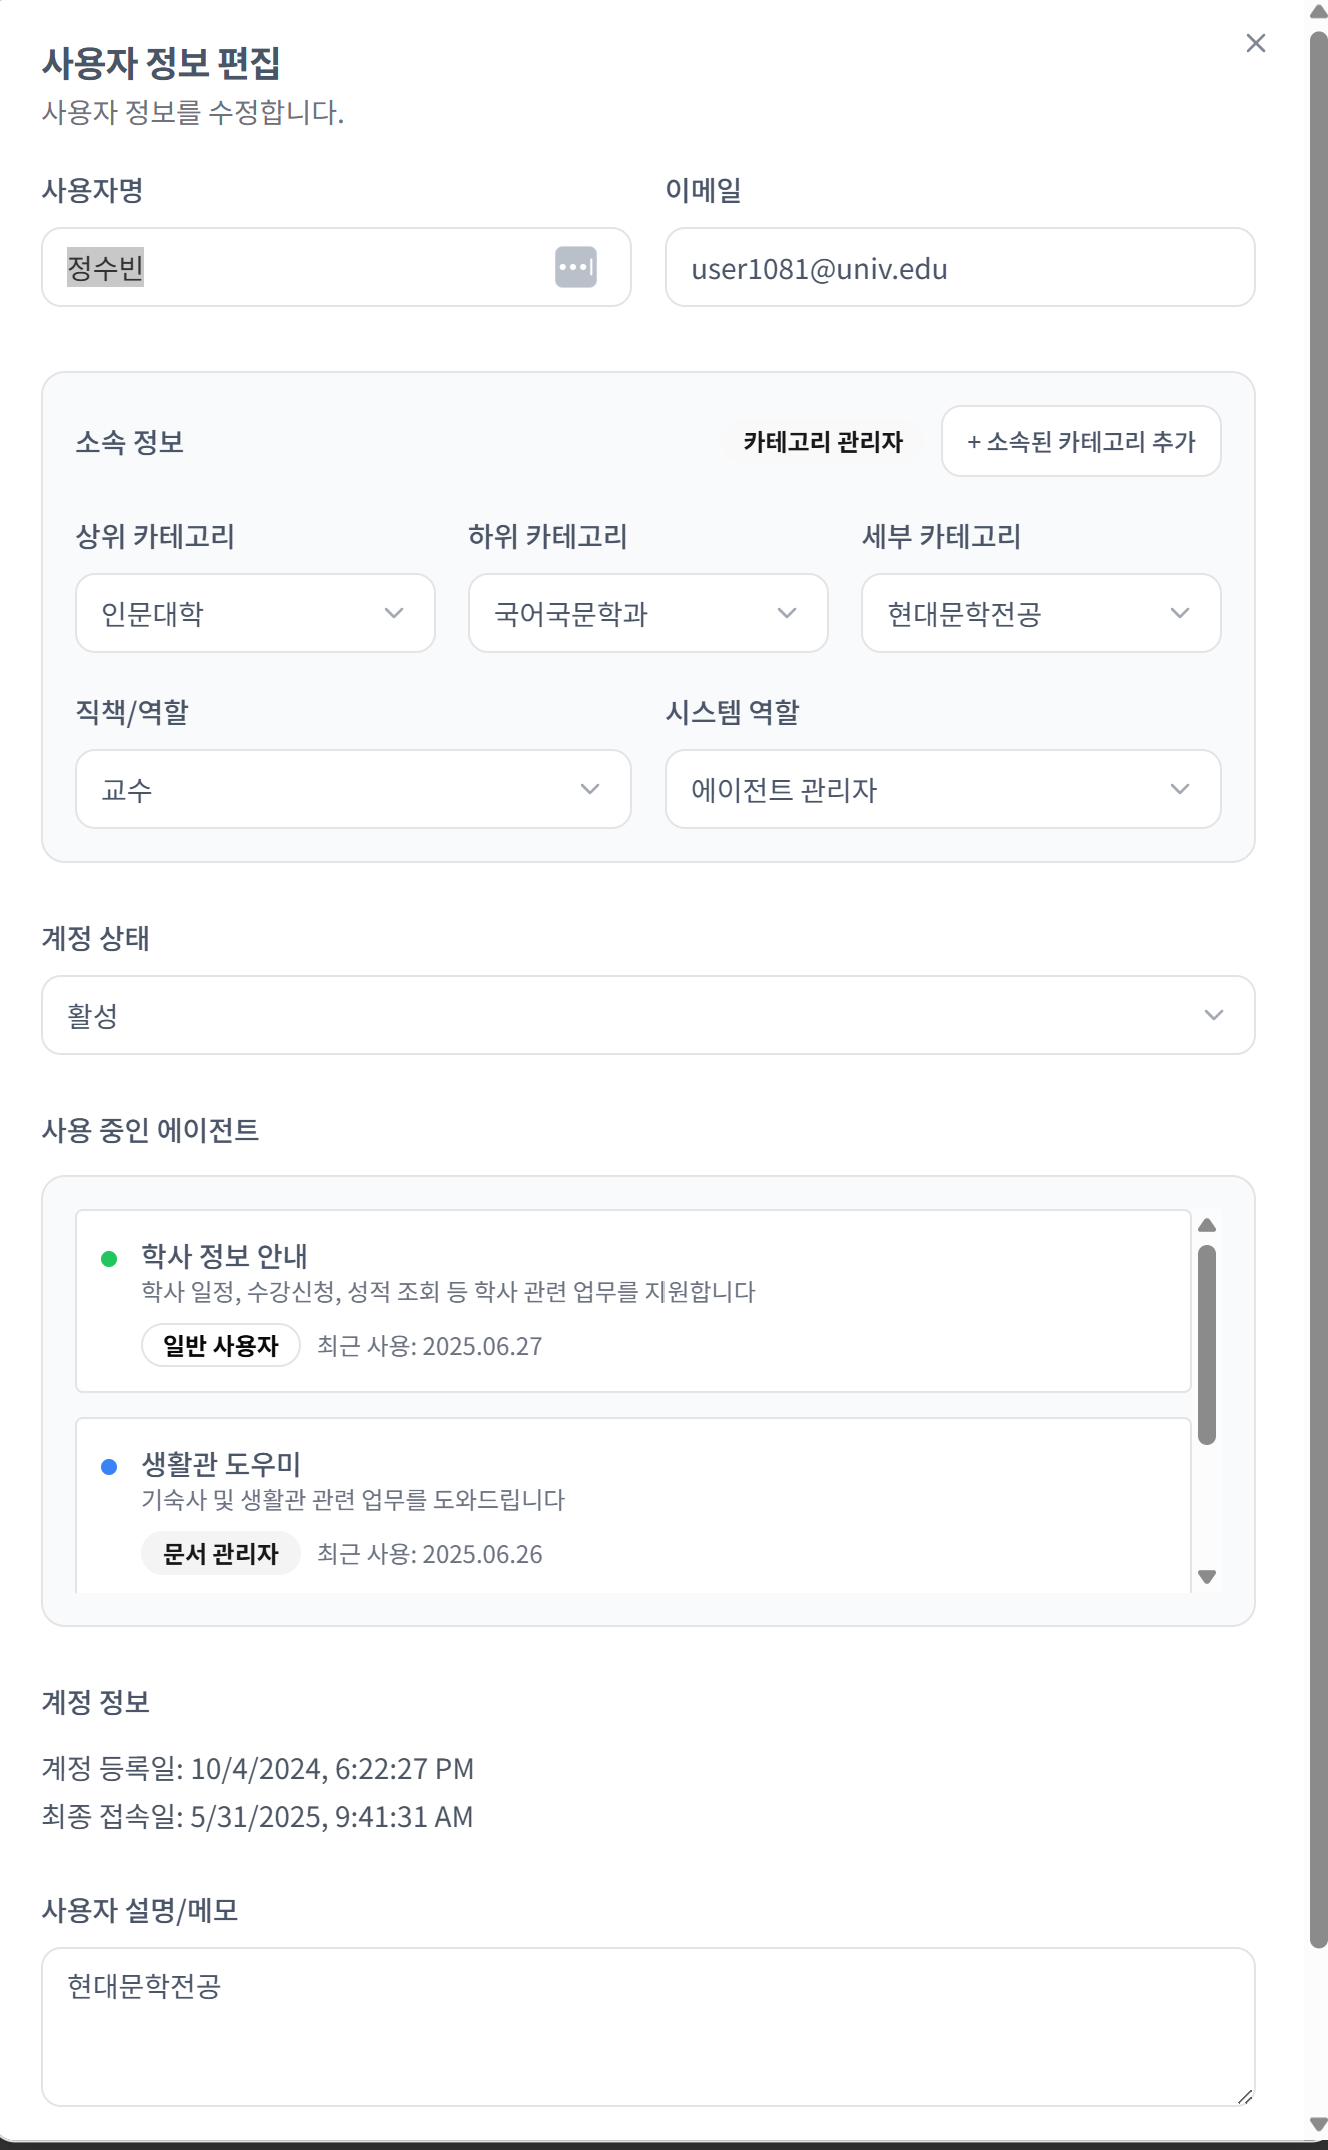 사용자 정보 편집
사용자 정보를 수정합니다.
사용자명
이메일
정수빈
user1081@univ.edu
소속 정보
카테고리 관리자
+ 소속된 카테고리 추가
상위 카테고리
하위 카테고리
세부 카테고리
인문대학
국어국문학과
현대문학전공
직책/역할
시스템 역할
교수
에이전트 관리자
계정 상태
활성
사용 중인 에이전트
학사 정보 안내
학사 일정, 수강신청, 성적 조회 등 학사 관련 업무를 지원합니다
일반 사용자
최근 사용: 2025.06.27
생활관 도우미
기숙사 및 생활관 관련 업무를 도와드립니다
문서 관리자
최근 사용: 2025.06.26
계정 정보
계정 등록일: 10/4/2024, 6:22:27 PM
최종 접속일: 5/31/2025, 9:41:31 AM
사용자 설명/메모
현대문학전공